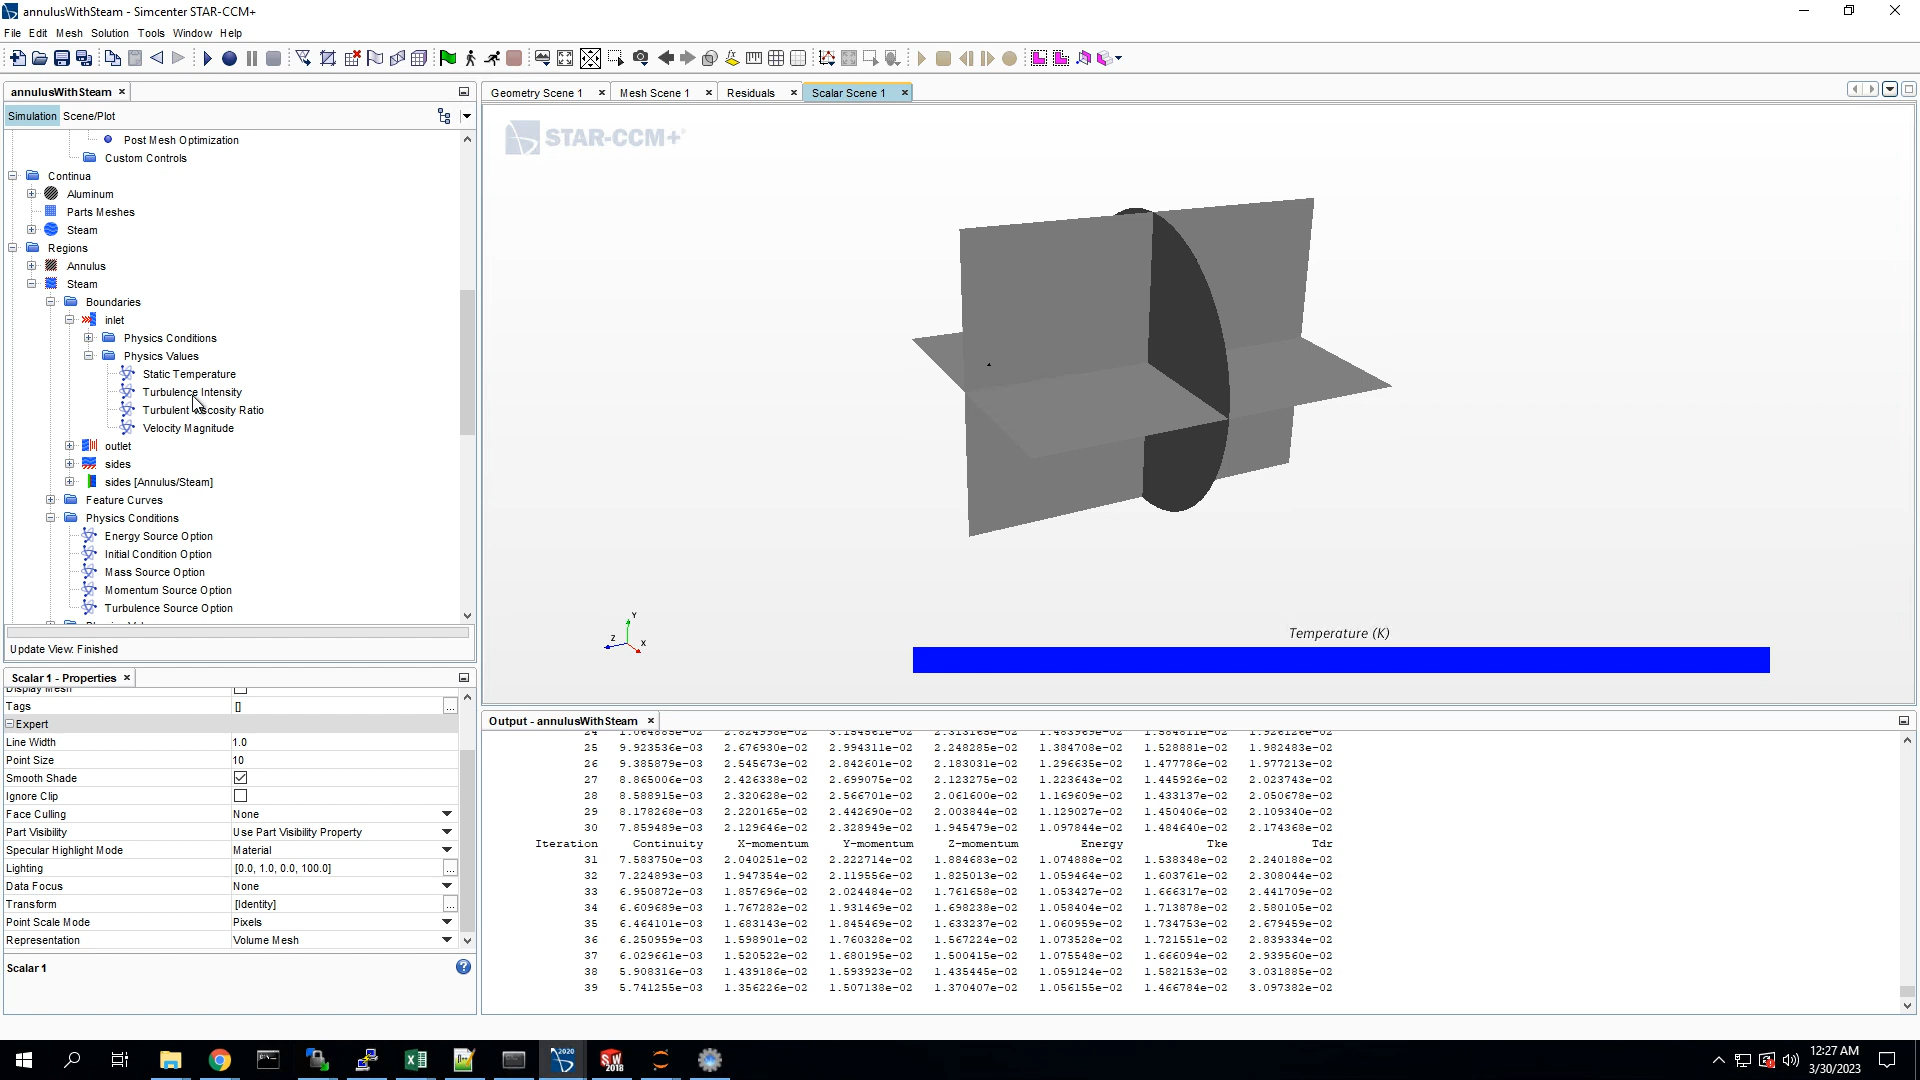 annulusWithSteam - Simcenter STAR-CCM+
File Edit Mesh Solution Tools Window Help
annulusWithSteam
Simulation Scene/Plot
Post Mesh Optimization
Custom Controls
Continua
Aluminum
Parts Meshes
Steam
Regions
Annulus
Steam
Boundaries
inlet
Physics Conditions
Physics Values
Static Temperature
Turbulence Intensity
Turbulent Viscosity Ratio
Velocity Magnitude
outlet
sides
sides [Annulus/Steam]
Feature Curves
Physics Conditions
Energy Source Option
Initial Condition Option
Mass Source Option
Momentum Source Option
Turbulence Source Option
Update View: Finished
Scalar 1 - Properties
Display Mesh
Tags []
Expert
Line Width 1.0
Point Size 10
Smooth Shade
Ignore Clip
Face Culling None
Part Visibility Use Part Visibility Property
Specular Highlight Mode Material
Lighting [0.0, 1.0, 0.0, 100.0]
Data Focus None
Transform [Identity]
Point Scale Mode Pixels
Representation Volume Mesh
Scalar 1
Geometry Scene 1 Mesh Scene 1 Residuals Scalar Scene 1
STAR-CCM+
Y
Z
X
Temperature (K)
Output - annulusWithSteam
25 9.923536e-03 2.676930e-02 2.994311e-02 2.248285e-02 1.384708e-02 1.528881e-02 1.982483e-02
26 9.385879e-03 2.545673e-02 2.842601e-02 2.183031e-02 1.296635e-02 1.477786e-02 1.977213e-02
27 8.865006e-03 2.426338e-02 2.699075e-02 2.123275e-02 1.223643e-02 1.445926e-02 2.023743e-02
28 8.588915e-03 2.320628e-02 2.566701e-02 2.061600e-02 1.169609e-02 1.433137e-02 2.050678e-02
29 8.178268e-03 2.220165e-02 2.442690e-02 2.003844e-02 1.129027e-02 1.450406e-02 2.109340e-02
30 7.859489e-03 2.129646e-02 2.328949e-02 1.945479e-02 1.097844e-02 1.484640e-02 2.174368e-02
Iteration Continuity X-momentum Y-momentum Z-momentum Energy Tke Tdr
31 7.583750e-03 2.040251e-02 2.222714e-02 1.884683e-02 1.074888e-02 1.538348e-02 2.240188e-02
32 7.224893e-03 1.947354e-02 2.119556e-02 1.825013e-02 1.059464e-02 1.603761e-02 2.308044e-02
33 6.950872e-03 1.857696e-02 2.024484e-02 1.761658e-02 1.053427e-02 1.666317e-02 2.441709e-02
34 6.609689e-03 1.767282e-02 1.931469e-02 1.698238e-02 1.058404e-02 1.713878e-02 2.580105e-02
35 6.464101e-03 1.683143e-02 1.845469e-02 1.633237e-02 1.060959e-02 1.734753e-02 2.679459e-02
36 6.250959e-03 1.598901e-02 1.760328e-02 1.567224e-02 1.073528e-02 1.721551e-02 2.839334e-02
37 6.029661e-03 1.520522e-02 1.680195e-02 1.500415e-02 1.075548e-02 1.666094e-02 2.939560e-02
38 5.908316e-03 1.439186e-02 1.593923e-02 1.435445e-02 1.059124e-02 1.582153e-02 3.031885e-02
39 5.741255e-03 1.356226e-02 1.507138e-02 1.370407e-02 1.056155e-02 1.466784e-02 3.097382e-02
2020
SW
2018
12:27 AM
3/30/2023